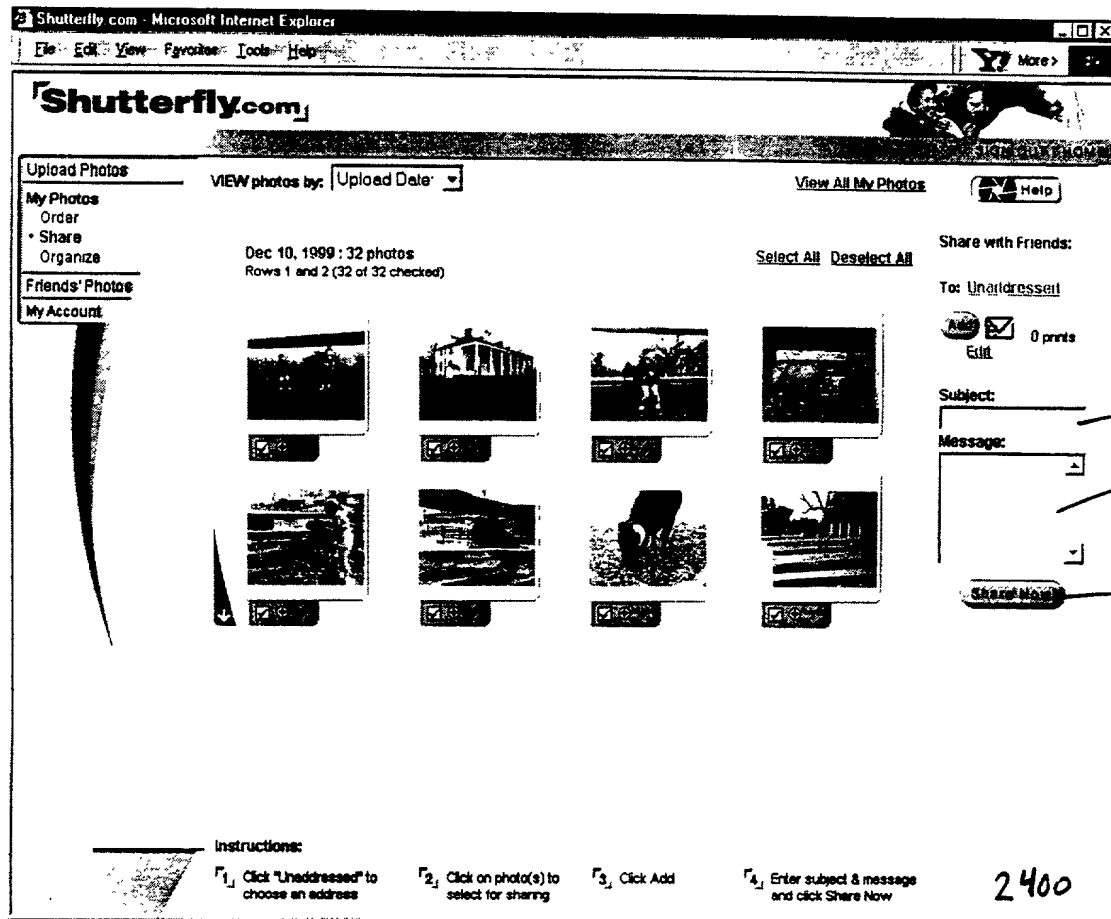 Shutterfly.com - Microsoft Internet Explorer
File Edit View Favorites Tools Help
Y! More >
Shutterfly.com
SIGN OUT HOME
Upload Photos
My Photos
Order
• Share
Organize
Friends' Photos
My Account
VIEW photos by: Upload Date
View All My Photos
Help
Dec 10, 1999 : 32 photos
Rows 1 and 2 (32 of 32 checked)
Select All Deselect All
Share with Friends:
To: Unaddressed
Add 0 prints
Edit
Subject:
Message:
Share Now
Instructions:
1 Click "Unaddressed" to
choose an address
2 Click on photo(s) to
select for sharing
3 Click Add
4 Enter subject & message
and click Share Now
2400